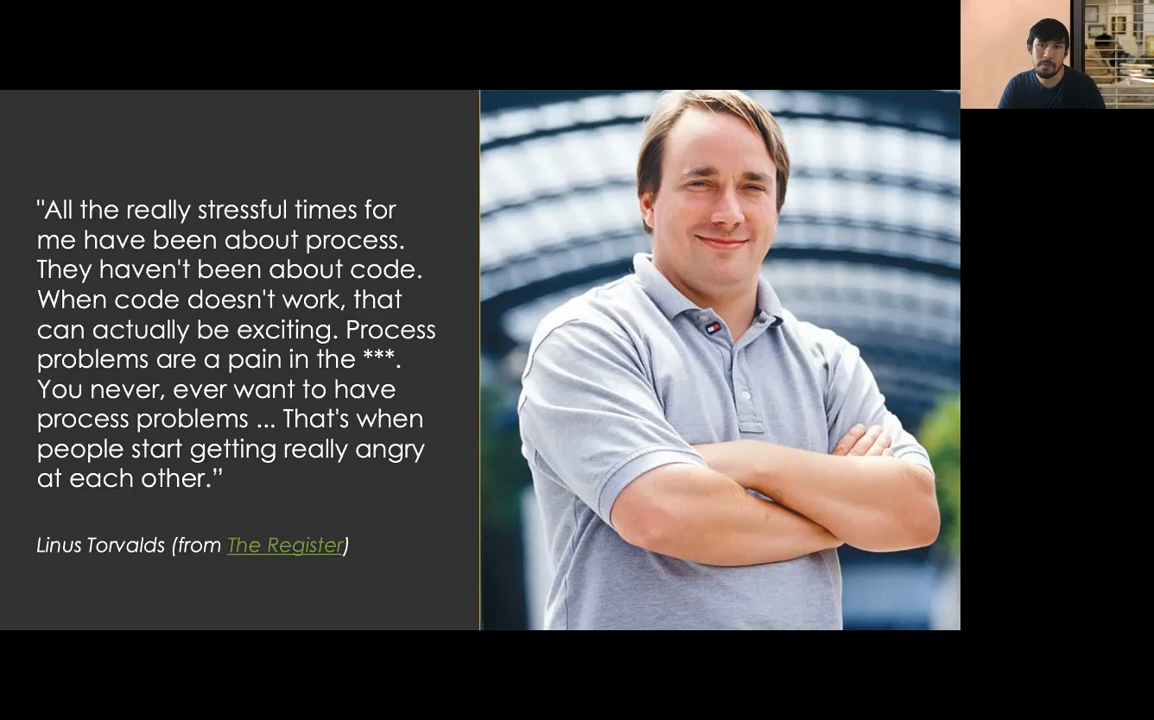 "All the really stressful times for
me have been about process.
They haven't been about code.
When code doesn't work, that
can actually be exciting. Process
problems are a pain in the ***.
You never, ever want to have
process problems ... That's when
people start getting really angry
at each other.”
Linus Torvalds (from The Register)